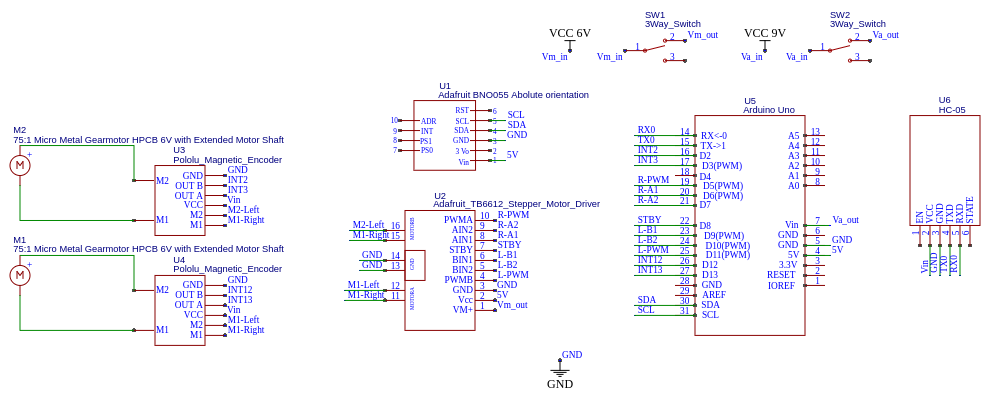 SW1
3Way_Switch
VCC 6V
Vm_in
Vm_in
1
2
Vm_out
3
SW2
3Way_Switch
VCC 9V
Va_in
Va_in
1
2
Va_out
3
M2
75:1 Micro Metal Gearmotor HPCB 6V with Extended Motor Shaft
M
+
U3
Pololu_Magnetic_Encoder
M2
M1
GND
GND
OUT B
INT2
OUT A
INT3
VCC
Vin
M2
M2-Left
M1
M1-Right
M1
75:1 Micro Metal Gearmotor HPCB 6V with Extended Motor Shaft
M
+
U4
Pololu_Magnetic_Encoder
M2
M1
GND
GND
OUT B
INT12
OUT A
INT13
VCC
Vin
M2
M1-Left
M1
M1-Right
U1
Adafruit BNO055 Abolute orientation
10 ADR
9 INT
8 PS1
7 PS0
RST 6
SCL 5 SCL
SDA 4 SDA
GND 3 GND
3 Vo 2
Vin 1 5V
U2
Adafruit_TB6612_Stepper_Motor_Driver
M2-Left 16
M1-Right 15
MOTORB
GND 14
GND 13
GND
M1-Left 12
M1-Right 11
MOTORA
PWMA 10 R-PWM
AIN2 9 R-A2
AIN1 8 R-A1
STBY 7 STBY
BIN1 6 L-B1
BIN2 5 L-B2
PWMB 4 L-PWM
GND 3 GND
Vcc 2 5V
VM+ 1 Vm_out
GND
GND
U5
Arduino Uno
RX0 14 RX<-0
TX0 15 TX->1
INT2 16 D2
INT3 17 D3(PWM)
18 D4
R-PWM 19 D5(PWM)
R-A1 20 D6(PWM)
R-A2 21 D7
STBY 22 D8
L-B1 23 D9(PWM)
L-B2 24 D10(PWM)
L-PWM 25 D11(PWM)
INT12 26 D12
INT13 27 D13
28 GND
29 AREF
SDA 30 SDA
SCL 31 SCL
A5 13
A4 12
A3 11
A2 10
A1 9
A0 8
Vin 7 Va_out
GND 6
GND 5 GND
5V 4 5V
3.3V 3
RESET 2
IOREF 1
U6
HC-05
EN 1
VCC 2 Vin
GND 3 GND
TXD 4 TX0
RXD 5 RX0
STATE 6